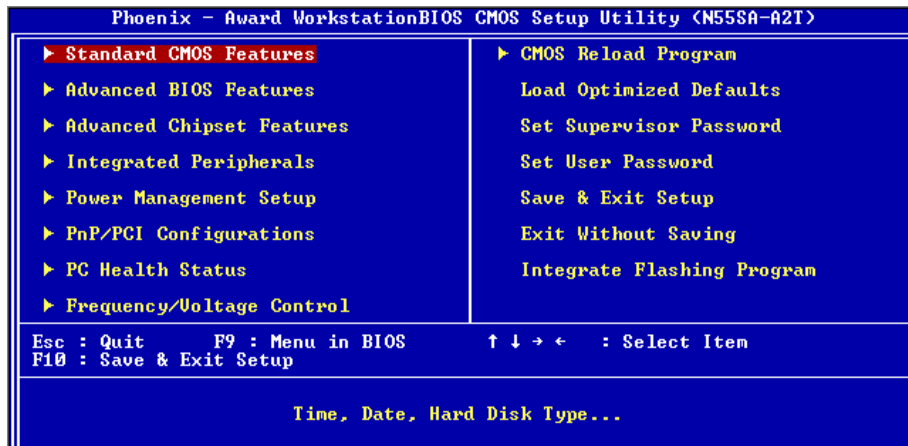 Phoenix - Award WorkstationBIOS CMOS Setup Utility (N55SA-A2T)
▶ Standard CMOS Features
▶ Advanced BIOS Features
▶ Advanced Chipset Features
▶ Integrated Peripherals
▶ Power Management Setup
▶ PnP/PCI Configurations
▶ PC Health Status
▶ Frequency/Voltage Control
▶ CMOS Reload Program
Load Optimized Defaults
Set Supervisor Password
Set User Password
Save & Exit Setup
Exit Without Saving
Integrate Flashing Program
Esc : Quit F9 : Menu in BIOS ↑ ↓ → ← : Select Item
F10 : Save & Exit Setup
Time, Date, Hard Disk Type...